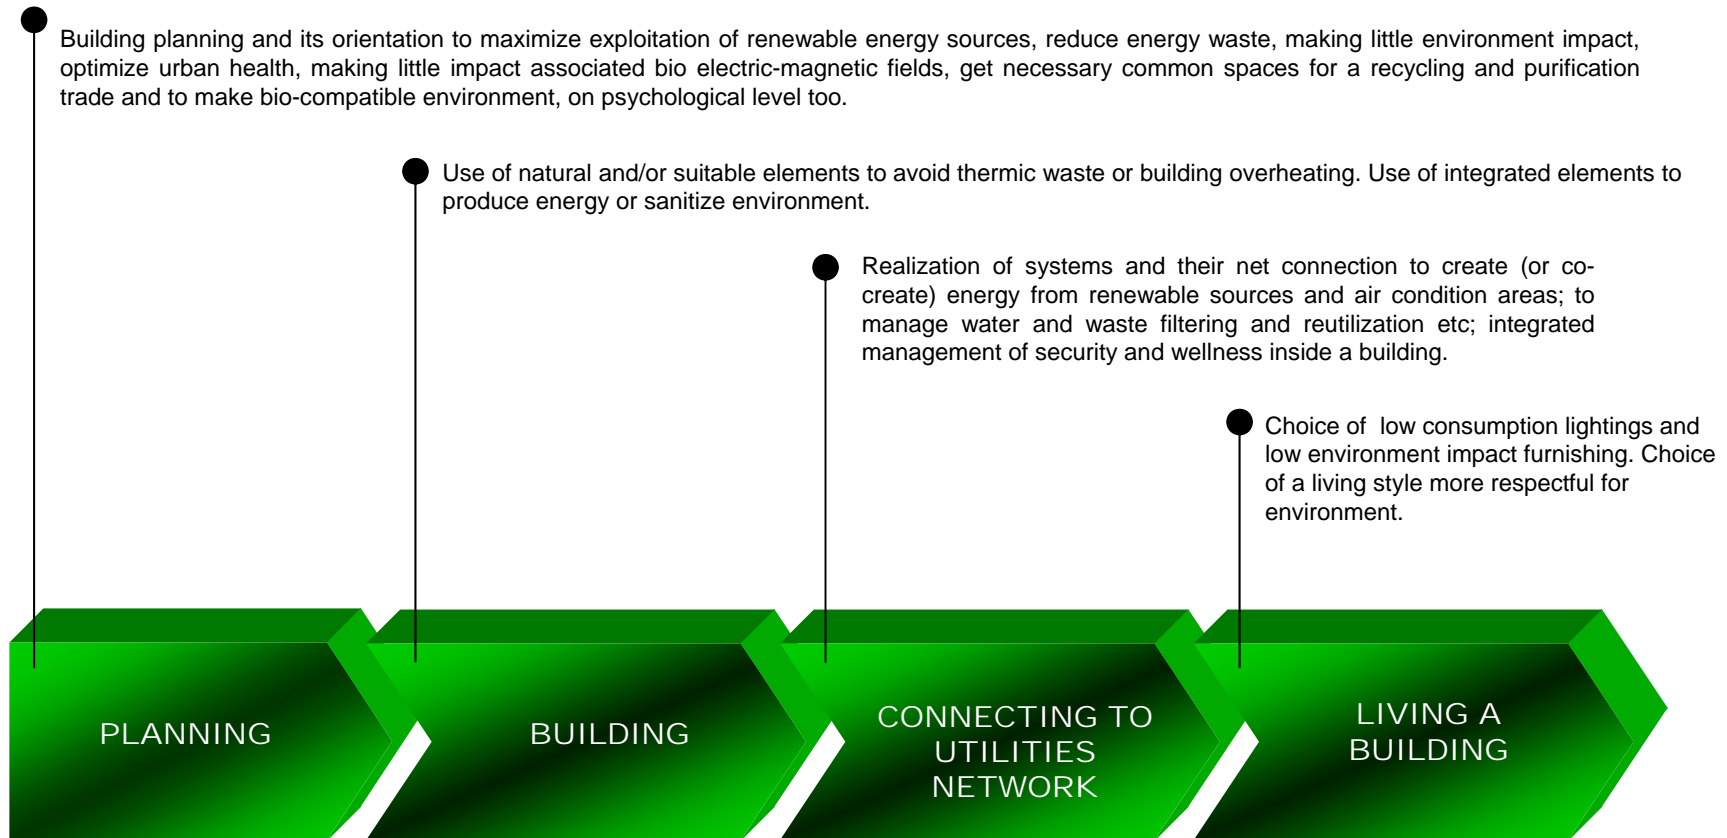 Building planning and its orientation to maximize exploitation of renewable energy sources, reduce energy waste, making little environment impact,
optimize urban health, making little impact associated bio electric-magnetic fields, get necessary common spaces for a recycling and purification
trade and to make bio-compatible environment, on psychological level too.
Use of natural and/or suitable elements to avoid thermic waste or building overheating. Use of integrated elements to
produce energy or sanitize environment.
Realization of systems and their net connection to create (or co-
create) energy from renewable sources and air condition areas; to
manage water and waste filtering and reutilization etc; integrated
management of security and wellness inside a building.
Choice of low consumption lightings and
low environment impact furnishing. Choice
of a living style more respectful for
environment.
PLANNING
BUILDING
CONNECTING TO
UTILITIES
NETWORK
LIVING A
BUILDING